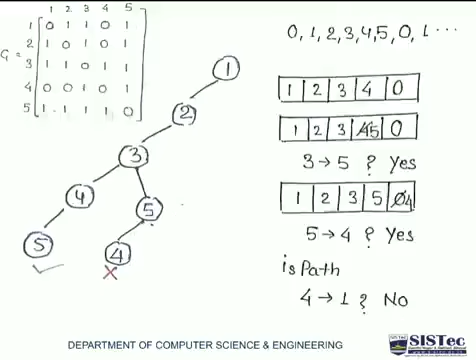 1 2 3 4 5
G =
1 0 1 1 0 1
2 1 0 1 0 1
3 1 1 0 1 1
4 0 0 1 0 1
5 1 1 1 1 0
1
2
3
4
5
5
4
✓
X
0, 1, 2, 3, 4, 5, 0, 1 ...
1 2 3 4 0
1 2 3 4 5 0
3 → 5 ? Yes
1 2 3 5 0 4
5 → 4 ? Yes
isPath
4 → 1 ? No
DEPARTMENT OF COMPUTER SCIENCE & ENGINEERING
SISTec